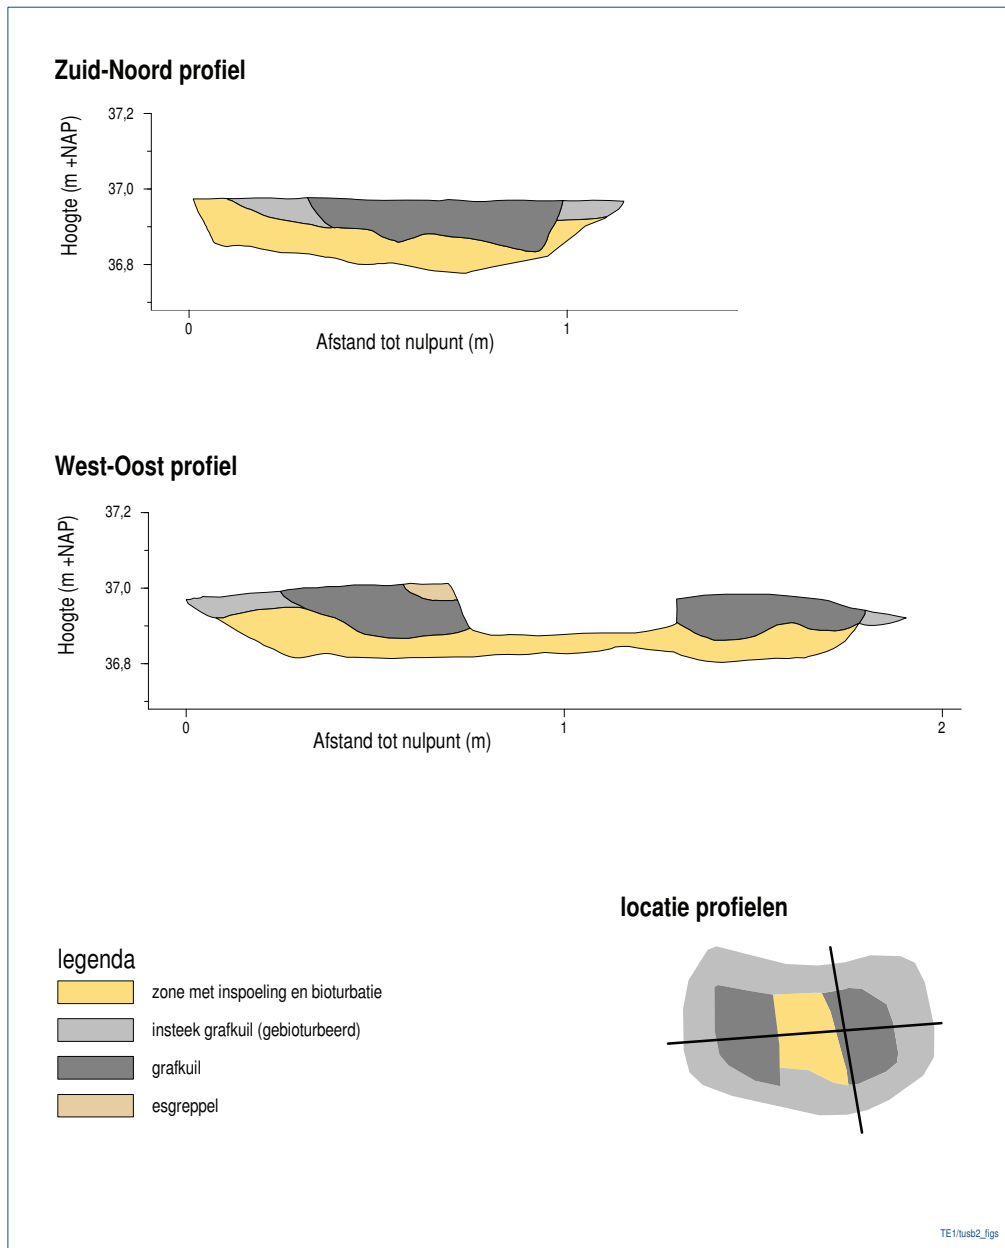 Zuid-Noord profiel
37,2
37,0
36,8
Hoogte (m +NAP)
0
1
Afstand tot nulpunt (m)
West-Oost profiel
37,2
37,0
36,8
Hoogte (m +NAP)
0
1
2
Afstand tot nulpunt (m)
locatie profielen
legenda
zone met inspoeling en bioturbatie
insteek grafkuil (gebioturbeerd)
grafkuil
esgreppel
TE1/tusb2_figs